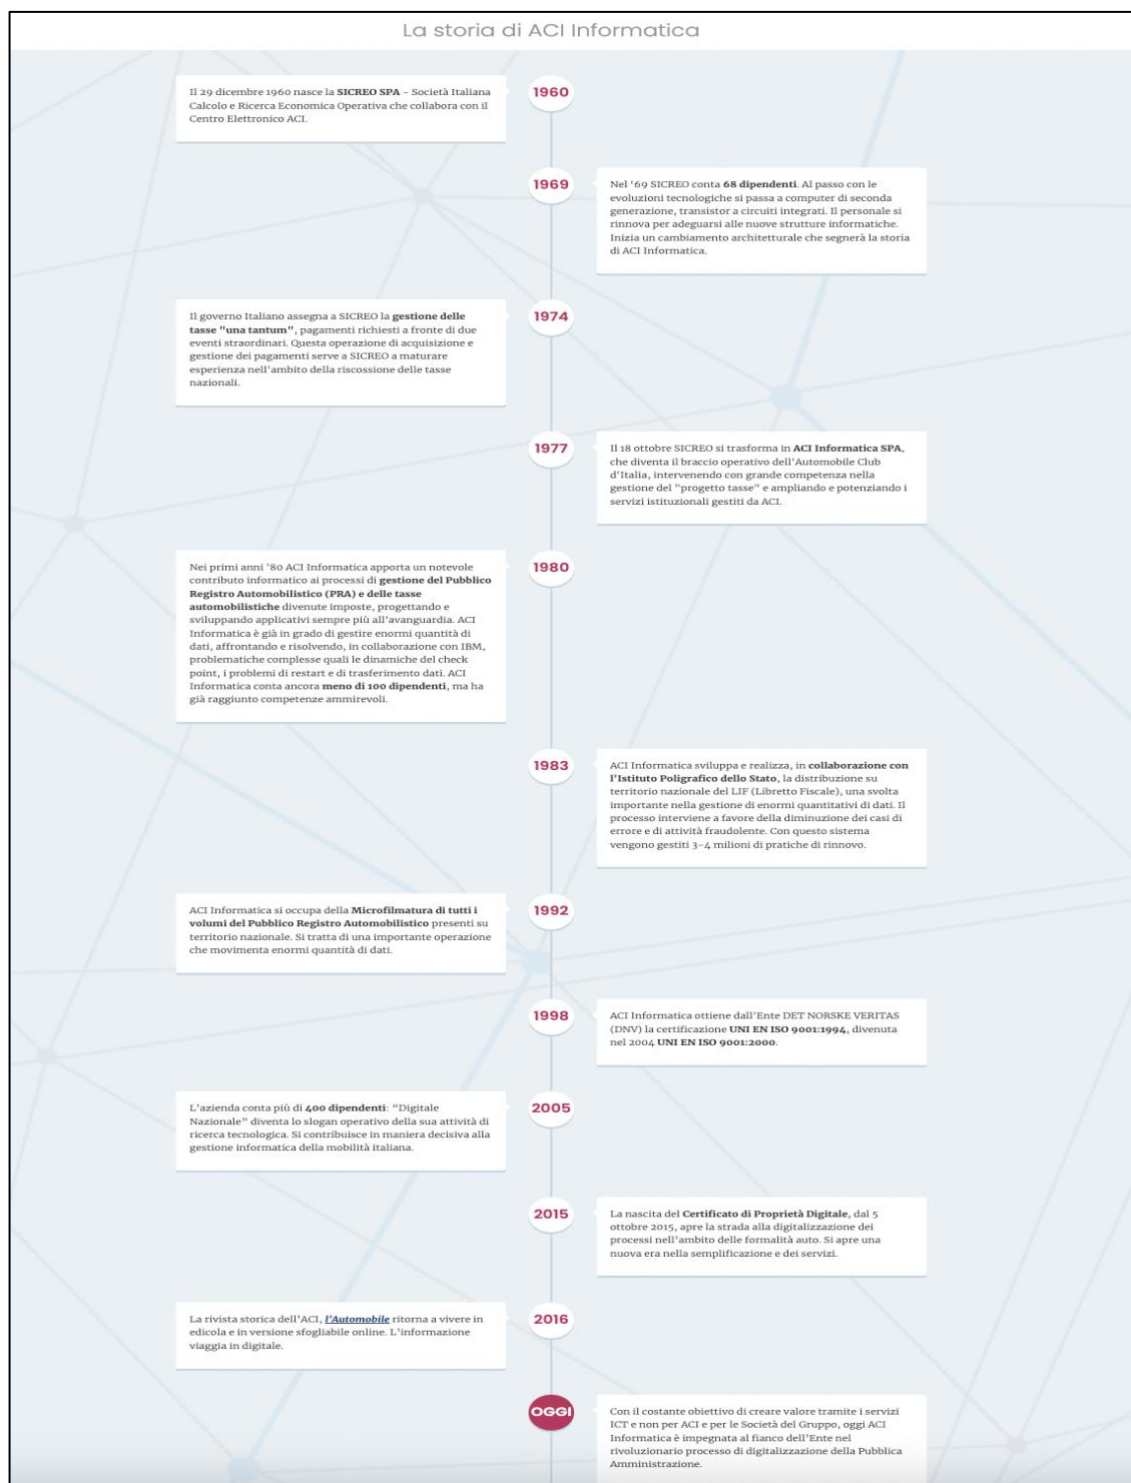 La storia di ACI Informatica
1960
Il 29 dicembre 1960 nasce la SICREO SPA – Società Italiana
Calcolo e Ricerca Economica Operativa che collabora con il
Centro Elettronico ACI.
1969
Nel '69 SICREO conta 68 dipendenti. Al passo con le
evoluzioni tecnologiche si passa a computer di seconda
generazione, transistor a circuiti integrati. Il personale si
rinnova per adeguarsi alle nuove strutture informatiche.
Inizia un cambiamento architetturale che segnerà la storia
di ACI Informatica.
1974
Il governo Italiano assegna a SICREO la gestione delle
tasse "una tantum", pagamenti richiesti a fronte di due
eventi straordinari. Questa operazione di acquisizione e
gestione dei pagamenti serve a SICREO a maturare
esperienza nell'ambito della riscossione delle tasse
nazionali.
1977
Il 18 ottobre SICREO si trasforma in ACI Informatica SPA,
che diventa il braccio operativo dell'Automobile Club
d'Italia, intervenendo con grande competenza nella
gestione del "progetto tasse" e ampliando e potenziando i
servizi istituzionali gestiti da ACI.
1980
Nei primi anni '80 ACI Informatica apporta un notevole
contributo informatico ai processi di gestione del Pubblico
Registro Automobilistico (PRA) e delle tasse
automobilistiche divenute imposte, progettando e
sviluppando applicativi sempre più all'avanguardia. ACI
Informatica è già in grado di gestire enormi quantità di
dati, affrontando e risolvendo, in collaborazione con IBM,
problematiche complesse quali le dinamiche del check
point, i problemi di restart e di trasferimento dati. ACI
Informatica conta ancora meno di 100 dipendenti, ma ha
già raggiunto competenze ammirevoli.
1983
ACI Informatica sviluppa e realizza, in collaborazione con
l'Istituto Poligrafico dello Stato, la distribuzione su
territorio nazionale del LIF (Libretto Fiscale), una svolta
importante nella gestione di enormi quantitativi di dati. Il
processo interviene a favore della diminuzione dei casi di
errore e di attività fraudolente. Con questo sistema
vengono gestiti 3-4 milioni di pratiche di rinnovo.
1992
ACI Informatica si occupa della Microfilmatura di tutti i
volumi del Pubblico Registro Automobilistico presenti su
territorio nazionale. Si tratta di una importante operazione
che movimenta enormi quantità di dati.
1998
ACI Informatica ottiene dall'Ente DET NORSKE VERITAS
(DNV) la certificazione UNI EN ISO 9001:1994, divenuta
nel 2004 UNI EN ISO 9001:2000.
2005
L'azienda conta più di 400 dipendenti: "Digitale
Nazionale" diventa lo slogan operativo della sua attività di
ricerca tecnologica. Si contribuisce in maniera decisiva alla
gestione informatica della mobilità italiana.
2015
La nascita del Certificato di Proprietà Digitale, dal 5
ottobre 2015, apre la strada alla digitalizzazione dei
processi nell'ambito delle formalità auto. Si apre una
nuova era nella semplificazione e dei servizi.
2016
La rivista storica dell'ACI, l'Automobile ritorna a vivere in
edicola e in versione sfogliabile online. L'informazione
viaggia in digitale.
OGGI
Con il costante obiettivo di creare valore tramite i servizi
ICT e non per ACI e per le Società del Gruppo, oggi ACI
Informatica è impegnata al fianco dell'Ente nel
rivoluzionario processo di digitalizzazione della Pubblica
Amministrazione.